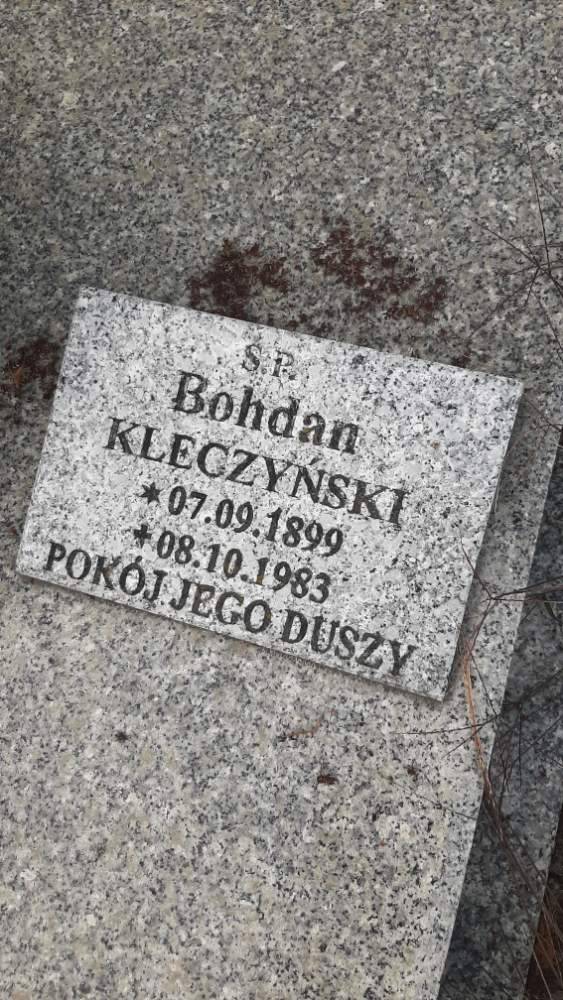 Ś.P.
Bohdan
KLECZYŃSKI
*07.09.1899
+08.10.1983
POKÓJ JEGO DUSZY